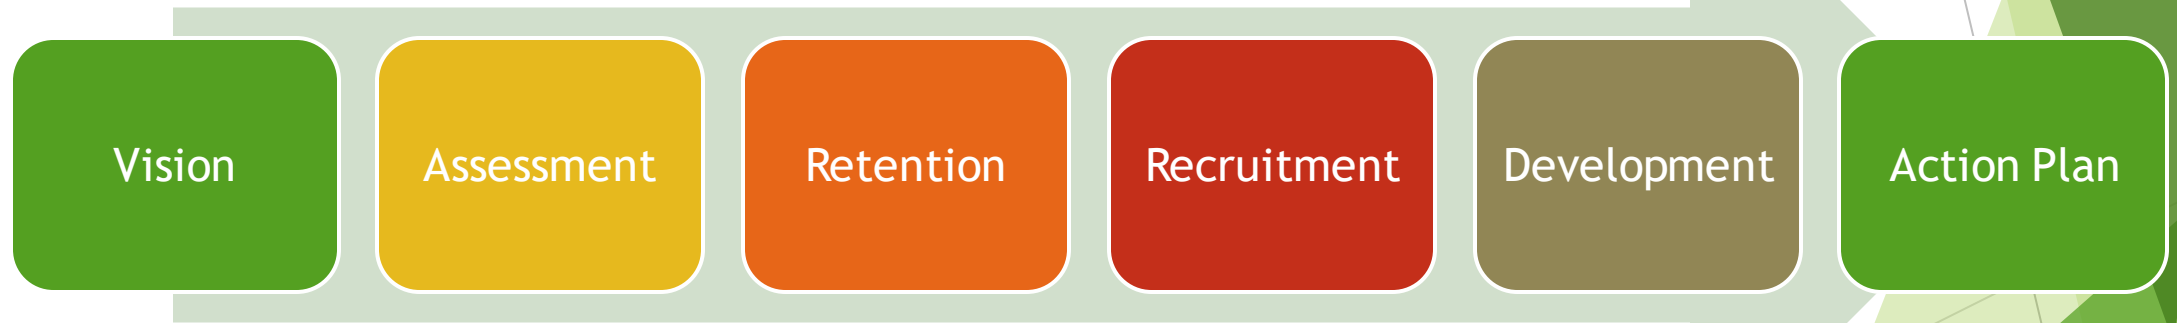 Vision
Assessment
Retention
Recruitment
Development
Action Plan